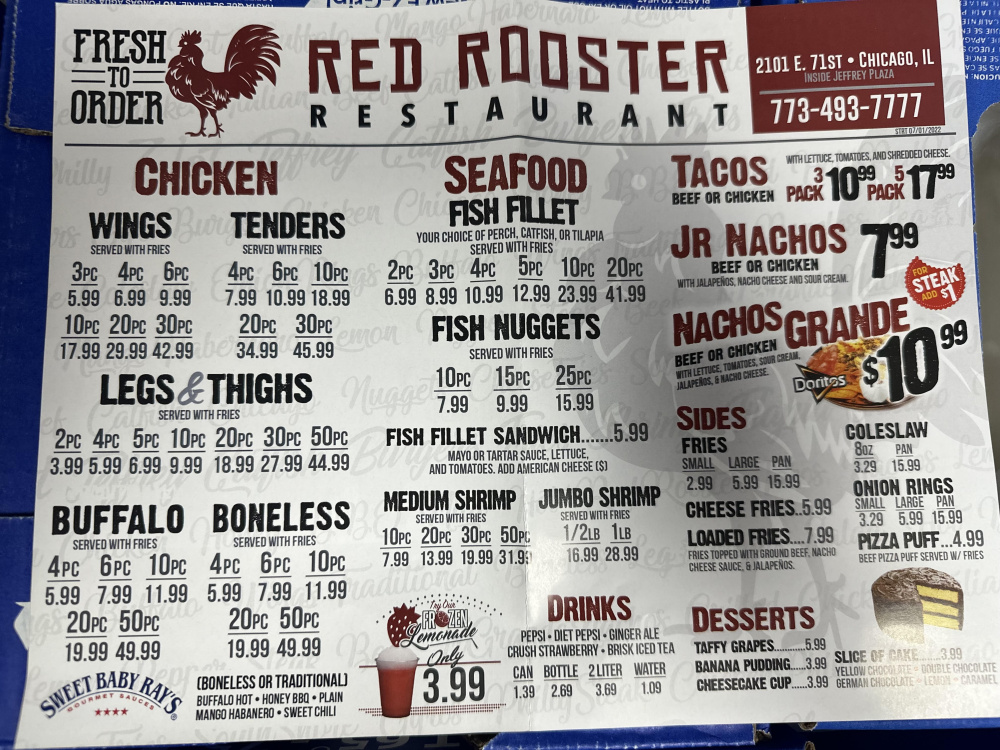 FRESH
TO
ORDER
RED ROOSTER
RESTAURANT
2101 E. 71ST • CHICAGO, IL
INSIDE JEFFREY PLAZA
773-493-7777
STRT 07/01/2022
CHICKEN
WINGS
SERVED WITH FRIES
3PC 4PC 6PC
5.99 6.99 9.99
10PC 20PC 30PC
17.99 29.99 42.99
TENDERS
SERVED WITH FRIES
4PC 6PC 10PC
7.99 10.99 18.99
20PC 30PC
34.99 45.99
LEGS & THIGHS
SERVED WITH FRIES
2PC 4PC 5PC 10PC 20PC 30PC 50PC
3.99 5.99 6.99 9.99 18.99 27.99 44.99
BUFFALO
SERVED WITH FRIES
4PC 6PC 10PC
5.99 7.99 11.99
20PC 50PC
19.99 49.99
BONELESS
SERVED WITH FRIES
4PC 6PC 10PC
5.99 7.99 11.99
20PC 50PC
19.99 49.99
SWEET BABY RAY'S
GOURMET SAUCES
(BONELESS OR TRADITIONAL)
BUFFALO HOT • HONEY BBQ • PLAIN
MANGO HABANERO • SWEET CHILI
SEAFOOD
FISH FILLET
YOUR CHOICE OF PERCH, CATFISH, OR TILAPIA
SERVED WITH FRIES
2PC 3PC 4PC 5PC 10PC 20PC
6.99 8.99 10.99 12.99 23.99 41.99
FISH NUGGETS
SERVED WITH FRIES
10PC 15PC 25PC
7.99 9.99 15.99
FISH FILLET SANDWICH.......5.99
MAYO OR TARTAR SAUCE, LETTUCE,
AND TOMATOES. ADD AMERICAN CHEESE ($)
MEDIUM SHRIMP
SERVED WITH FRIES
10PC 20PC 30PC 50PC
7.99 13.99 19.99 31.99
JUMBO SHRIMP
SERVED WITH FRIES
1/2LB 1LB
16.99 28.99
Try Our
FROZEN
Lemonade
Only
3.99
DRINKS
PEPSI • DIET PEPSI • GINGER ALE
CRUSH STRAWBERRY • BRISK ICED TEA
CAN BOTTLE 2 LITER WATER
1.39 2.69 3.69 1.09
TACOS
BEEF OR CHICKEN
WITH LETTUCE, TOMATOES, AND SHREDDED CHEESE.
3 PACK 10.99 5 PACK 17.99
JR NACHOS 7.99
BEEF OR CHICKEN
WITH JALAPEÑOS, NACHO CHEESE AND SOUR CREAM.
FOR
STEAK
ADD $1
NACHOS GRANDE
BEEF OR CHICKEN
WITH LETTUCE, TOMATOES, SOUR CREAM,
JALAPEÑOS, & NACHO CHEESE.
Doritos
$10.99
SIDES
FRIES
SMALL LARGE PAN
2.99 5.99 15.99
CHEESE FRIES..5.99
LOADED FRIES....7.99
FRIES TOPPED WITH GROUND BEEF, NACHO
CHEESE SAUCE, & JALAPEÑOS.
COLESLAW
8OZ PAN
3.29 15.99
ONION RINGS
SMALL LARGE PAN
3.29 5.99 15.99
PIZZA PUFF...4.99
BEEF PIZZA PUFF SERVED W/ FRIES
DESSERTS
TAFFY GRAPES...........5.99
BANANA PUDDING.....3.99
CHEESECAKE CUP.....3.99
SLICE OF CAKE.....3.99
YELLOW CHOCOLATE • DOUBLE CHOCOLATE
GERMAN CHOCOLATE • LEMON • CARAMEL